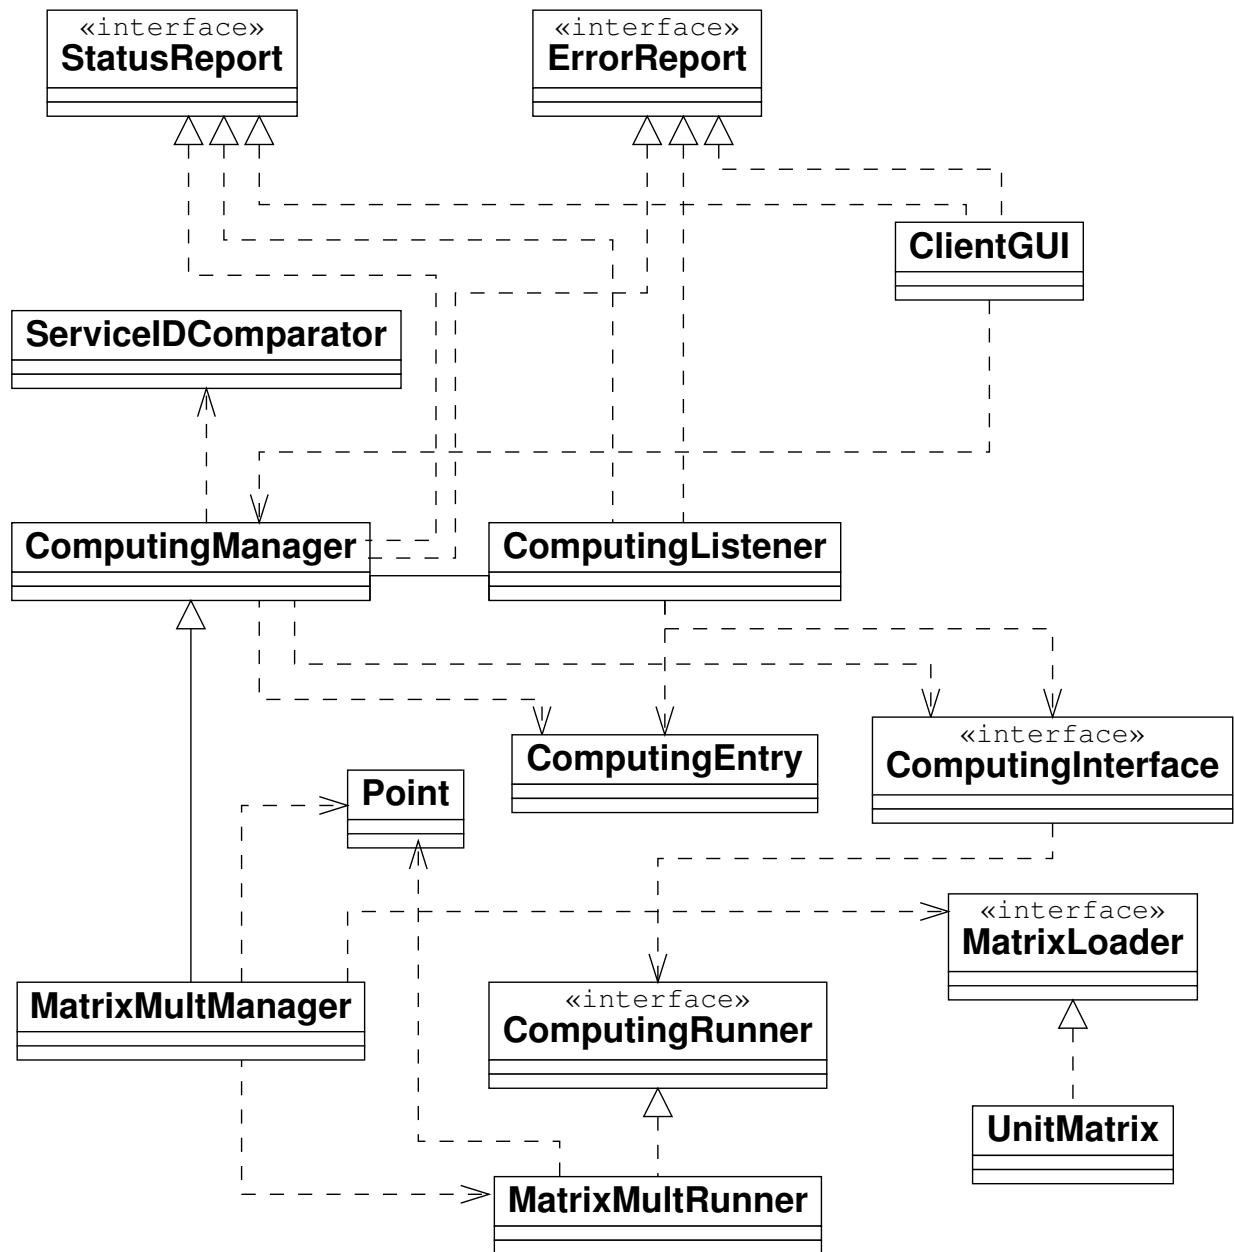 «interface»
StatusReport
«interface»
ErrorReport
ClientGUI
ServiceIDComparator
ComputingManager
ComputingListener
«interface»
ComputingInterface
ComputingEntry
Point
«interface»
MatrixLoader
MatrixMultManager
«interface»
ComputingRunner
UnitMatrix
MatrixMultRunner